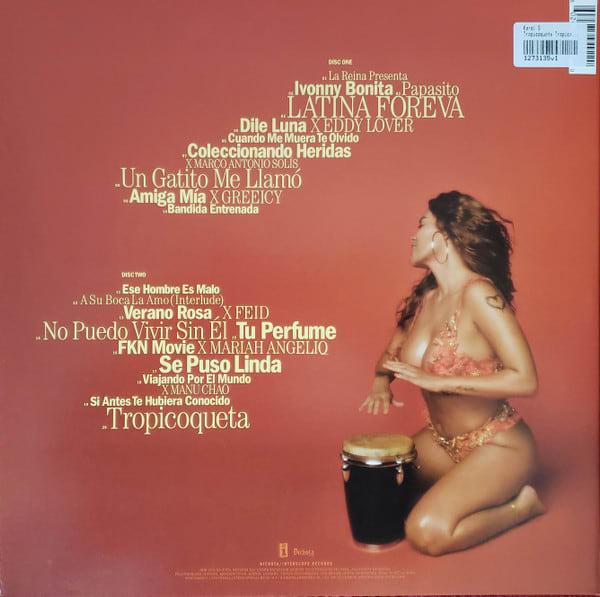 Karol G
1273139v1
DISC ONE
La Reina Presenta
Ivonny Bonita Papasito
LATINA FOREVA
Dile Luna X EDDY LOVER
Cuando Me Muera Te Olvido
Coleccionando Heridas
X MARCO ANTONIO SOLIS
Un Gatito Me Llamó
Amiga Mía X GREEICY
Bandida Entrenada
DISC TWO
Ese Hombre Es Malo
A Su Boca La Amo (Interlude)
Verano Rosa X FEID
No Puedo Vivir Sin Él Tu Perfume
FKN Movie X MARIAH ANGELIQ
Se Puso Linda
Viajando Por El Mundo
X MANU CHAO
Si Antes Te Hubiera Conocido
20 Tropicoqueta
i Bichota
BICHOTA/INTERSCOPE RECORDS